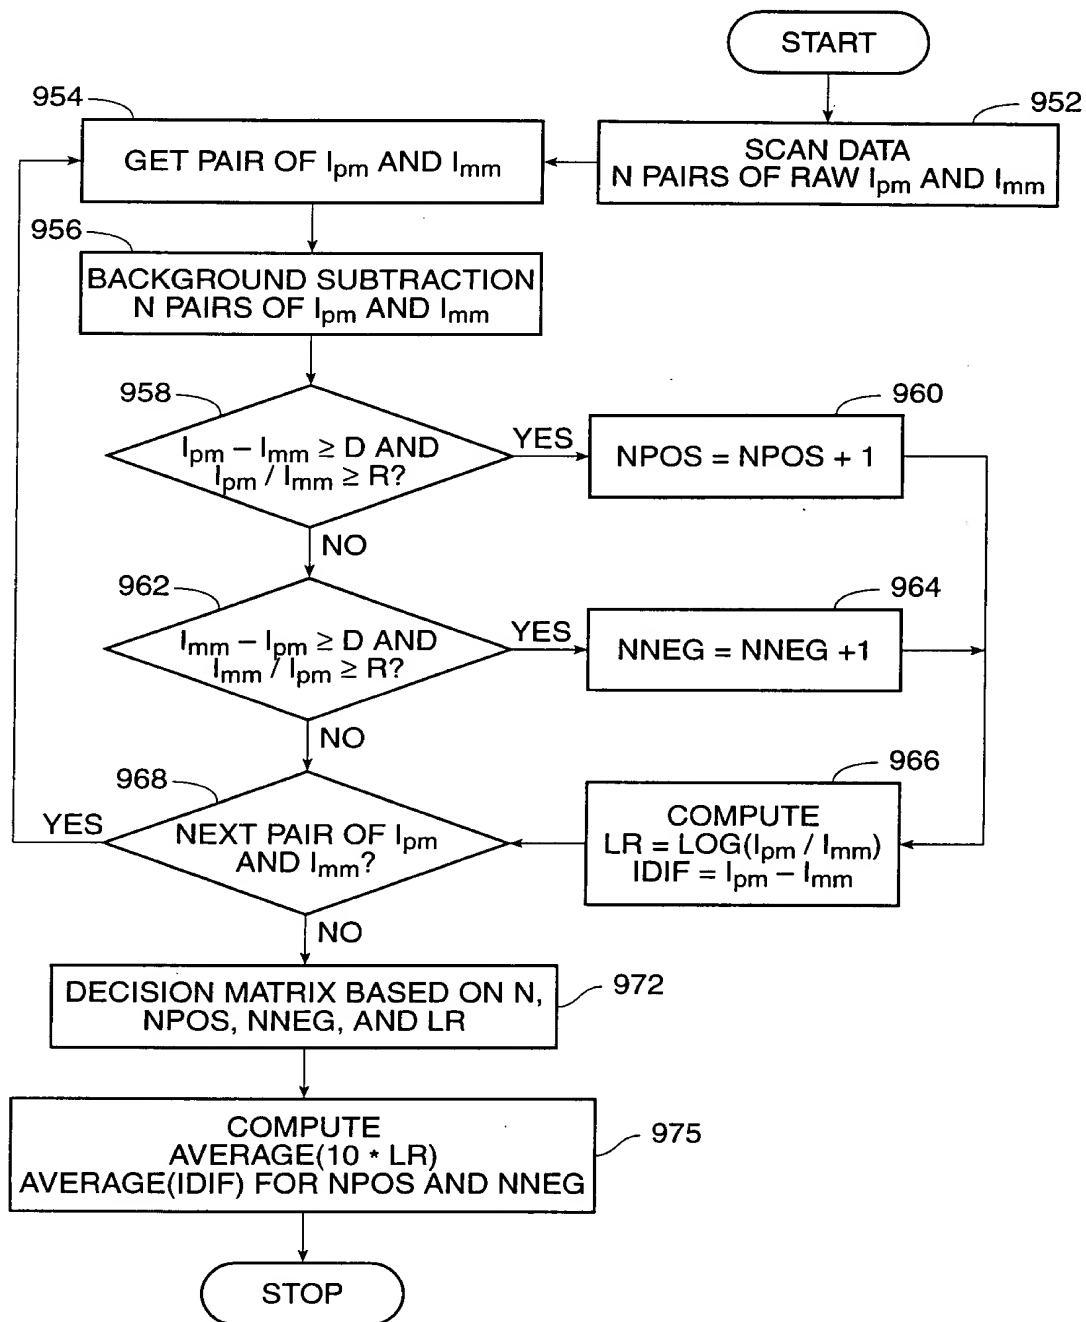 START
952
SCAN DATA
N PAIRS OF RAW Ipm AND Imm
954
GET PAIR OF Ipm AND Imm
956
BACKGROUND SUBTRACTION
N PAIRS OF Ipm AND Imm
958
Ipm – Imm ≥ D AND
Ipm / Imm ≥ R?
YES
960
NPOS = NPOS + 1
NO
962
Imm – Ipm ≥ D AND
Imm / Ipm ≥ R?
YES
964
NNEG = NNEG +1
NO
966
COMPUTE
LR = LOG(Ipm / Imm)
IDIF = Ipm – Imm
968
YES
NEXT PAIR OF Ipm
AND Imm?
NO
972
DECISION MATRIX BASED ON N,
NPOS, NNEG, AND LR
975
COMPUTE
AVERAGE(10 * LR)
AVERAGE(IDIF) FOR NPOS AND NNEG
STOP